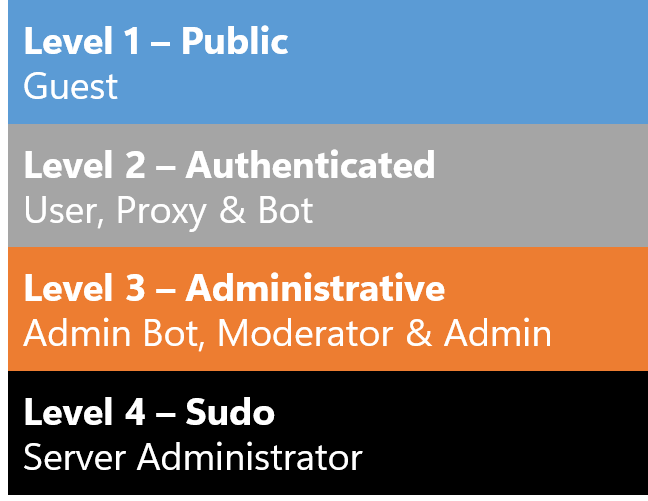 Level 1 – Public
Guest
Level 2 – Authenticated
User, Proxy & Bot
Level 3 – Administrative
Admin Bot, Moderator & Admin
Level 4 – Sudo
Server Administrator